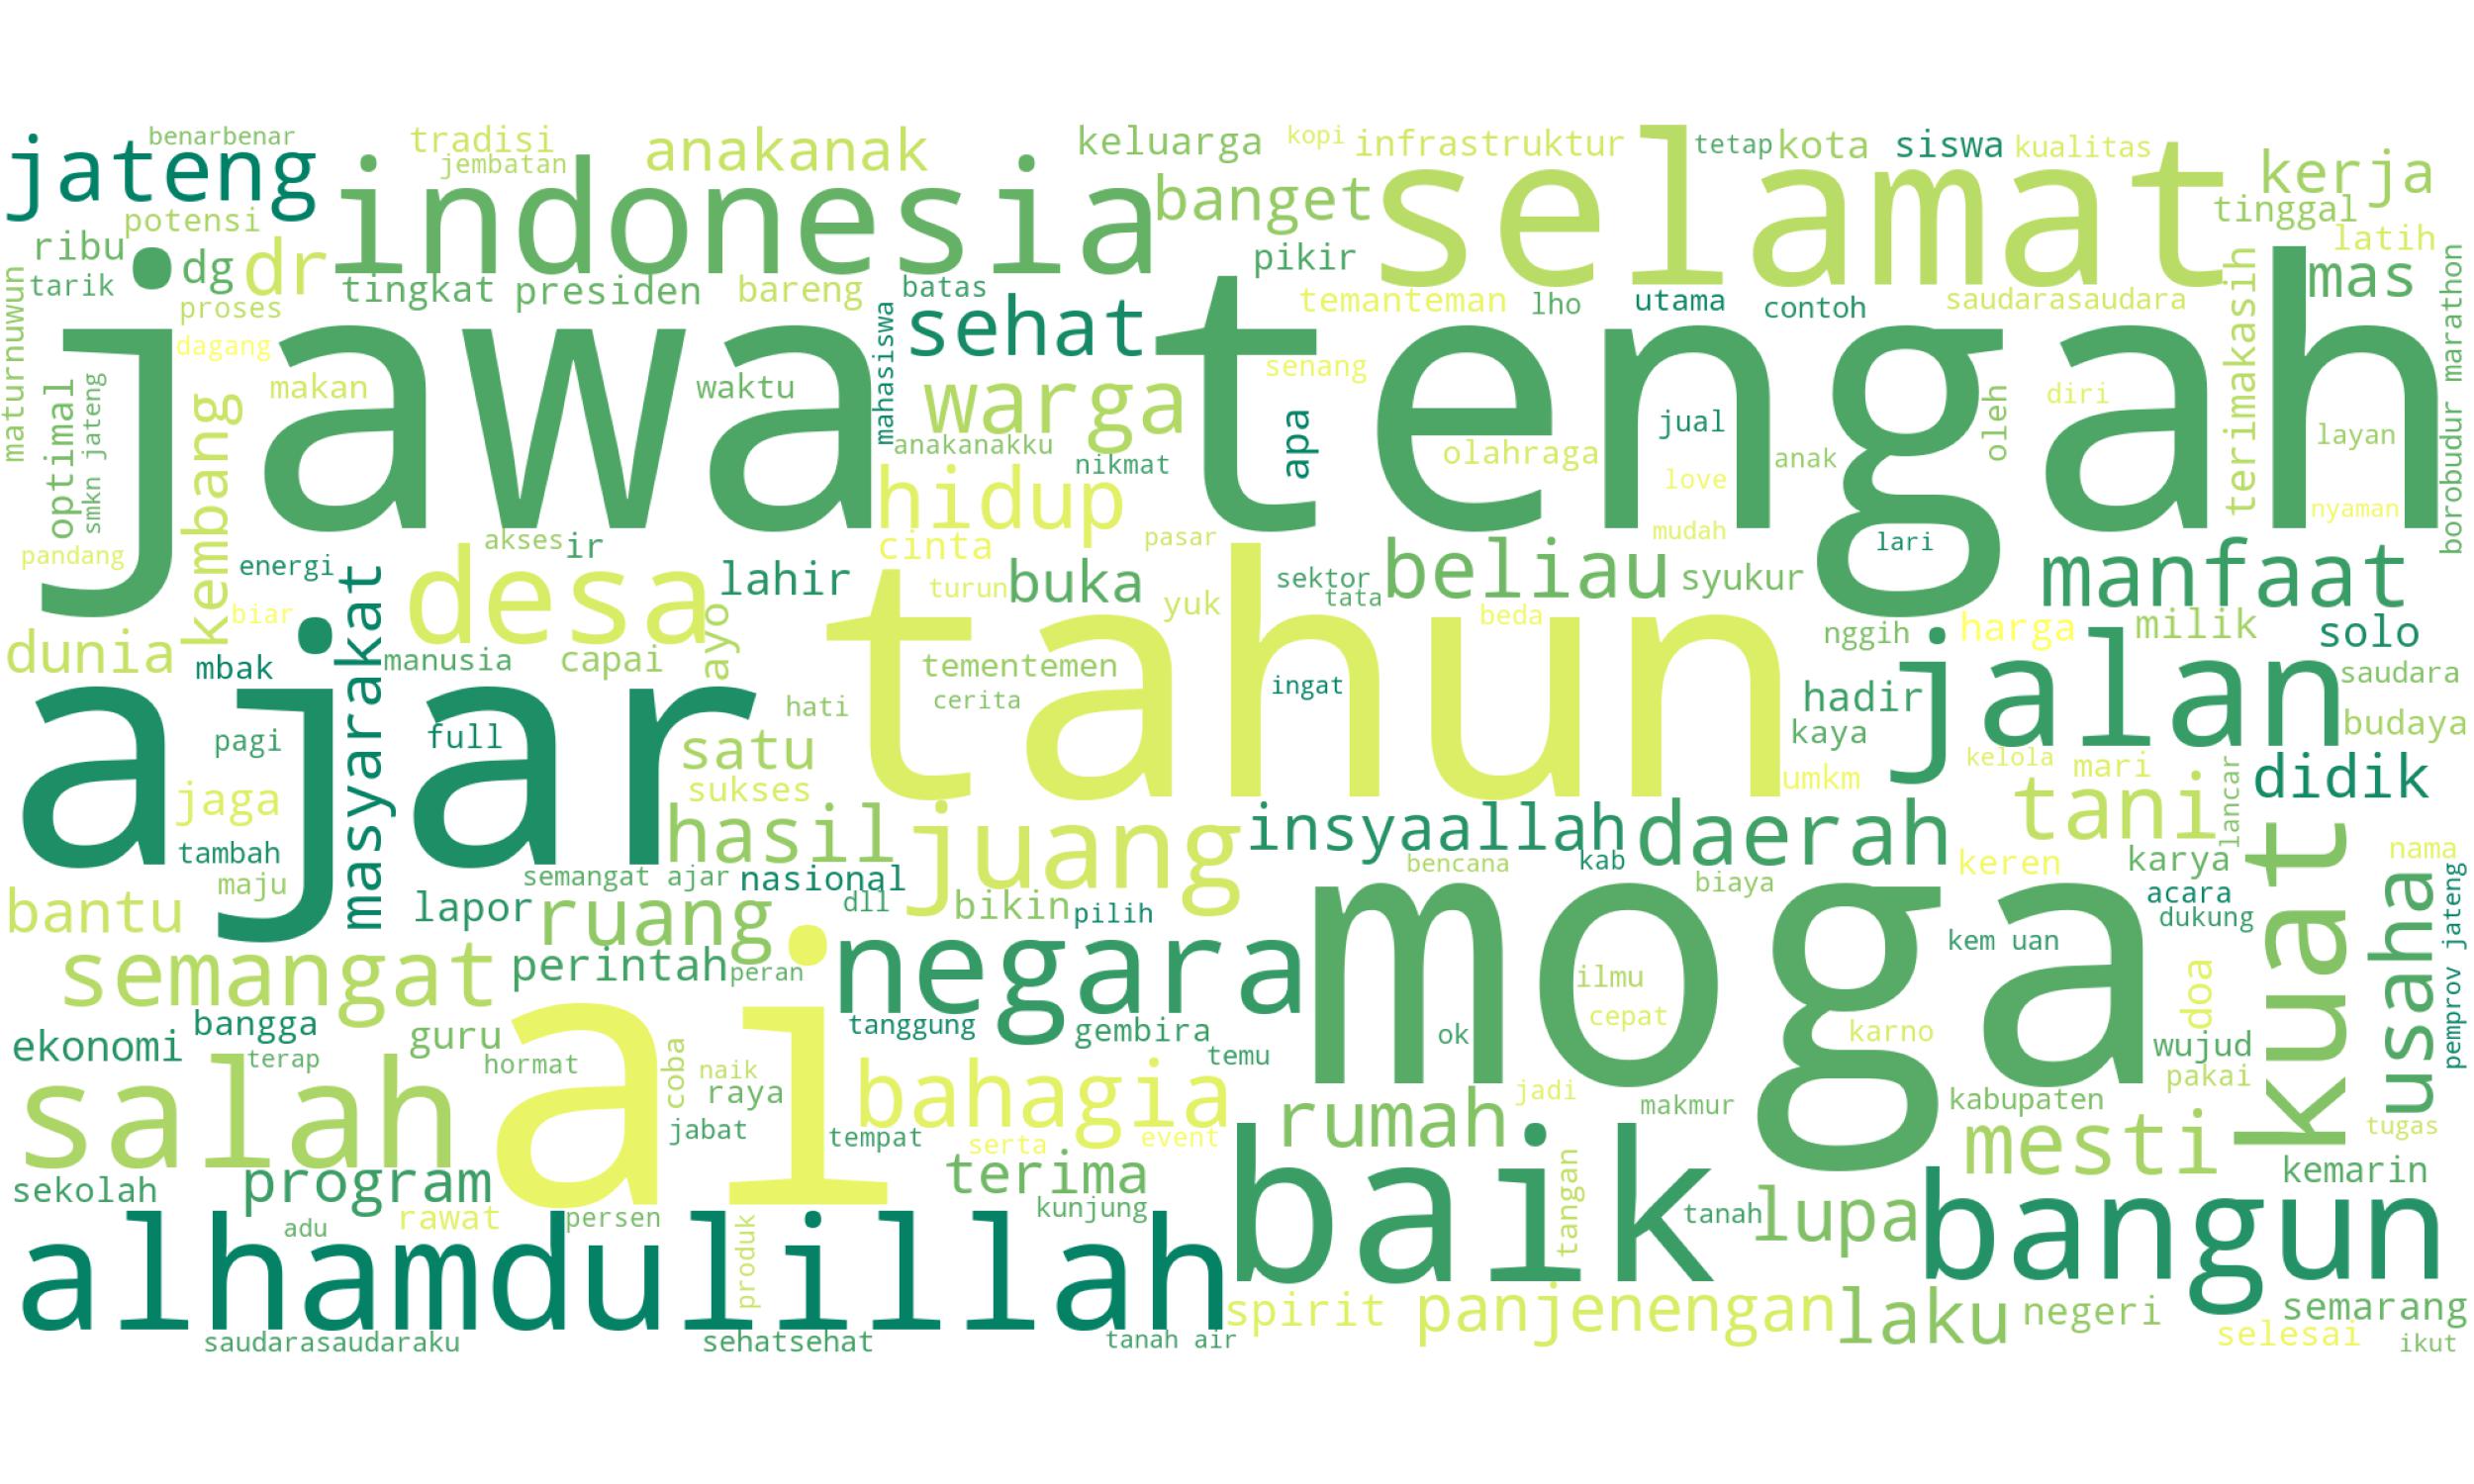 benarbenar
tradisi
anakanak
keluarga
kopi
infrastruktur
selamat
tetap
kota
siswa
kualitas
kerja
jateng
jembatan
indonesia
banget
tinggal
potensi
ribu
dg
dr
pikir
latih
tarik
tingkat
presiden
bareng
batas
temanteman
lho
utama
contoh
saudarasaudara
terimakasih
mas
borobudur marathon
maturnuwun
proses
dagang
jawa
tengah
sehat
mahasiswa
makan
waktu
warga
senang
apa
jual
oleh
diri
layan
optimal
smkn jateng
kembang
anakanakku
nikmat
olahraga
anak
love
nyaman
hidup
pandang
akses
ir
cinta
pasar
mudah
lari
energi
masyarakat
desa
lahir
turun
buka
yuk
sektor
tata
beliau
syukur
manfaat
biar
ayo
tahun
beda
nggih
harga
milik
solo
dunia
mbak
manusia
capai
tementemen
ingat
jalan
saudara
ajar
full
hati
cerita
hadir
kaya
budaya
pagi
satu
kelola
mari
lancar
didik
jaga
sukses
umkm
tani
tambah
hasil
juang
insyaallah
daerah
kuat
maju
semangat ajar
nasional
bencana
kab
biaya
keren
karya
nama
bantu
lapor
ruang
dll
bikin
pilih
moga
acara
dukung
usaha
pemprov jateng
semangat
perintah
peran
negara
ilmu
kem uan
doa
ekonomi
bangga
guru
ai
tanggung
gembira
cepat
karno
wujud
terap
hormat
coba
naik
raya
temu
ok
pakai
salah
jabat
bahagia
rumah
jadi
makmur
kabupaten
tempat
serta
event
mesti
tugas
sekolah
program
terima
baik
tangan
kemarin
adu
rawat
persen
produk
kunjung
tanah
lupa
bangun
alhamdulillah
spirit
panjenengan
laku
negeri
semarang
saudarasaudaraku
sehatsehat
tanah air
selesai
ikut